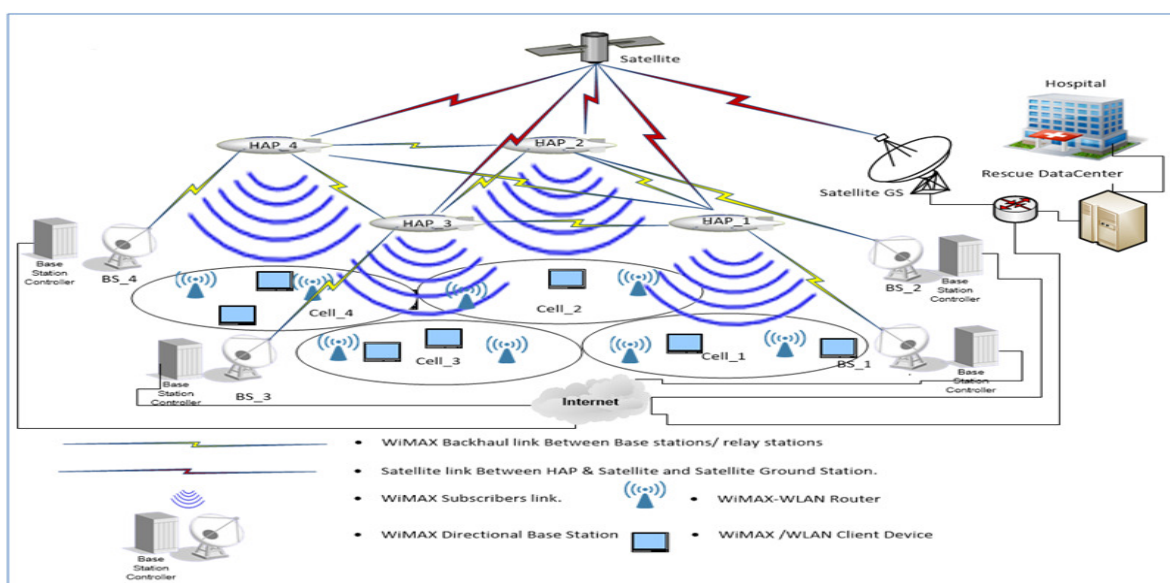 Satellite
Hospital
HAP_4
HAP_2
Rescue DataCenter
Satellite GS
HAP_3
HAP_1
Base
Station
Controller
BS_4
BS_2
Base
Station
Controller
Cell_4
Cell_2
Cell_3
Cell_1
BS_1
Base
Station
Controller
Base
Station
Controller
BS_3
Internet
• WiMAX Backhaul link Between Base stations/ relay stations
• Satellite link Between HAP & Satellite and Satellite Ground Station.
• WiMAX Subscribers link.
• WiMAX-WLAN Router
• WiMAX Directional Base Station
• WiMAX /WLAN Client Device
Base
Station
Controller